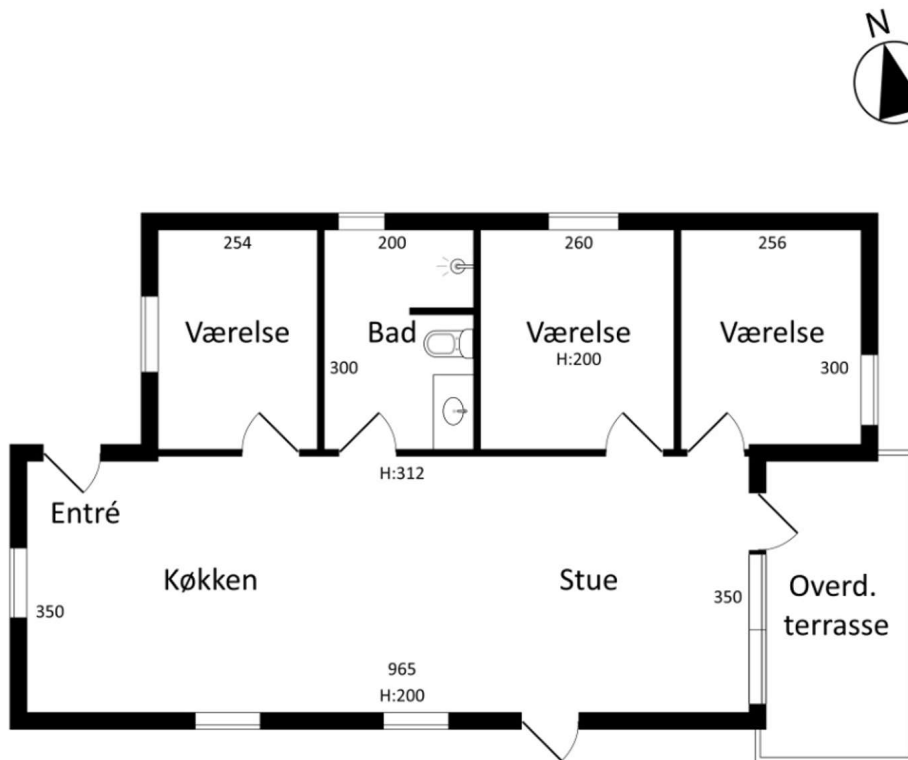 N
254
200
260
256
Værelse
Bad
Værelse
Værelse
300
H:200
300
H:312
Entré
Køkken
Stue
Overd.
terrasse
350
350
965
H:200